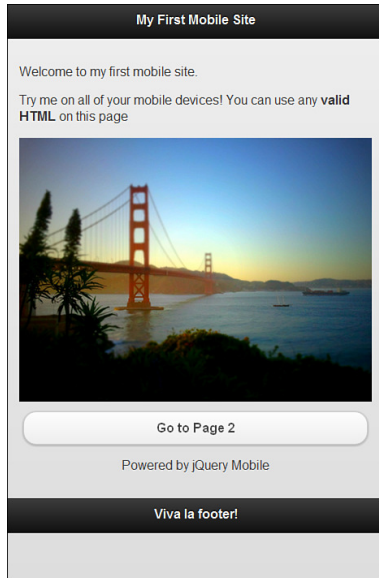 My First Mobile Site
Welcome to my first mobile site.
Try me on all of your mobile devices! You can use any valid
HTML on this page
Go to Page 2
Powered by jQuery Mobile
Viva la footer!